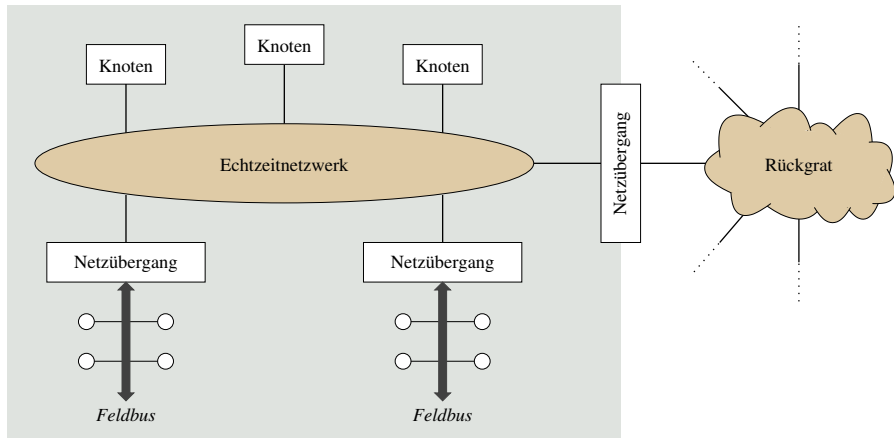 Knoten
Knoten
Knoten
Echtzeitnetzwerk
Netzübergang
Rückgrat
Netzübergang
Netzübergang
Feldbus
Feldbus